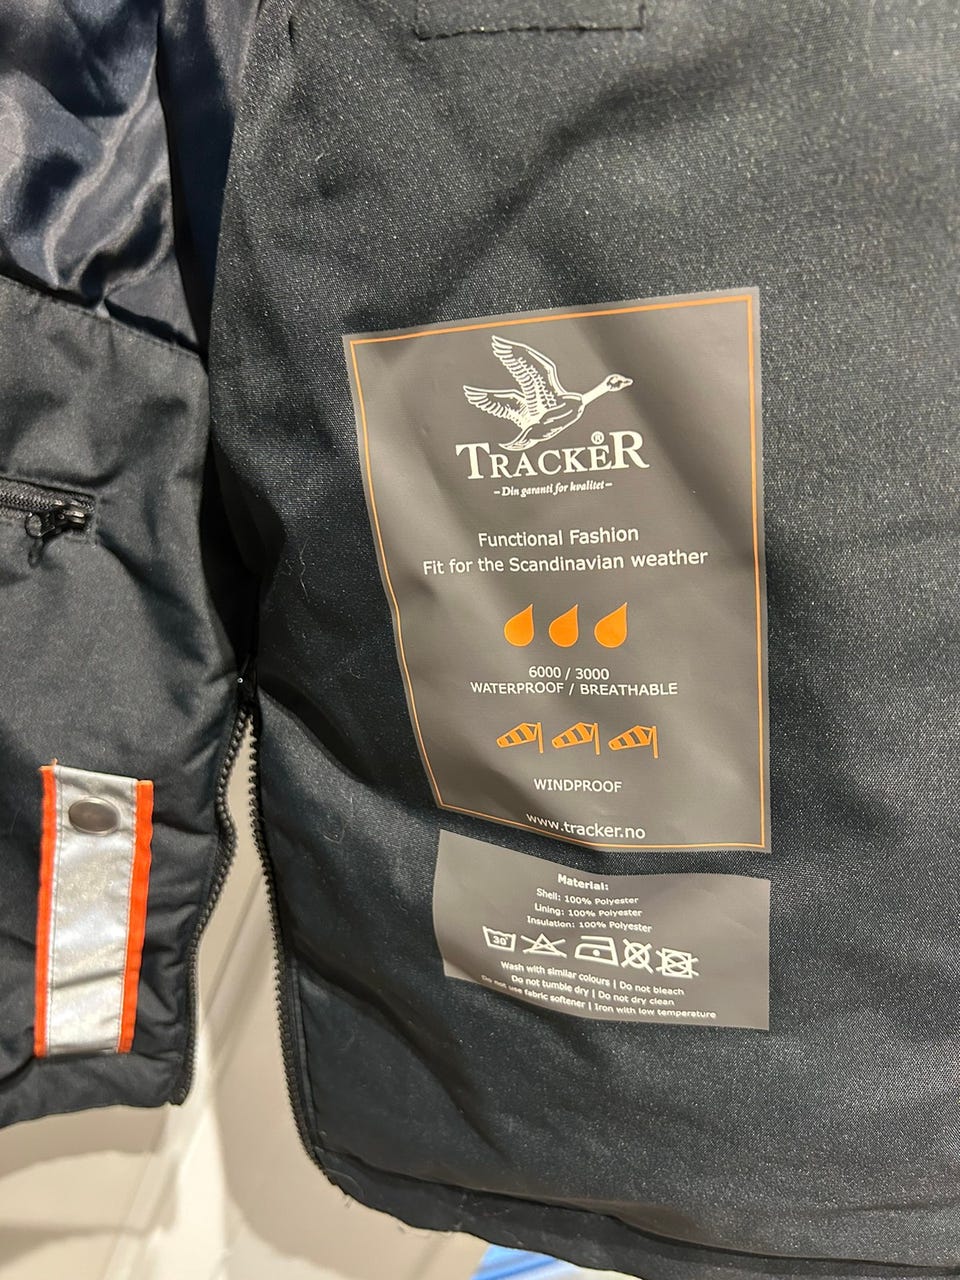 TRACKER®
- Din garanti for kvalitet -
Functional Fashion
Fit for the Scandinavian weather
6000 / 3000
WATERPROOF / BREATHABLE
WINDPROOF
www.tracker.no
Material:
Shell: 100% Polyester
Lining: 100% Polyester
Insulation: 100% Polyester
30°
Wash with similar colours | Do not bleach
Do not tumble dry | Do not dry clean
Do not use fabric softener | Iron with low temperature